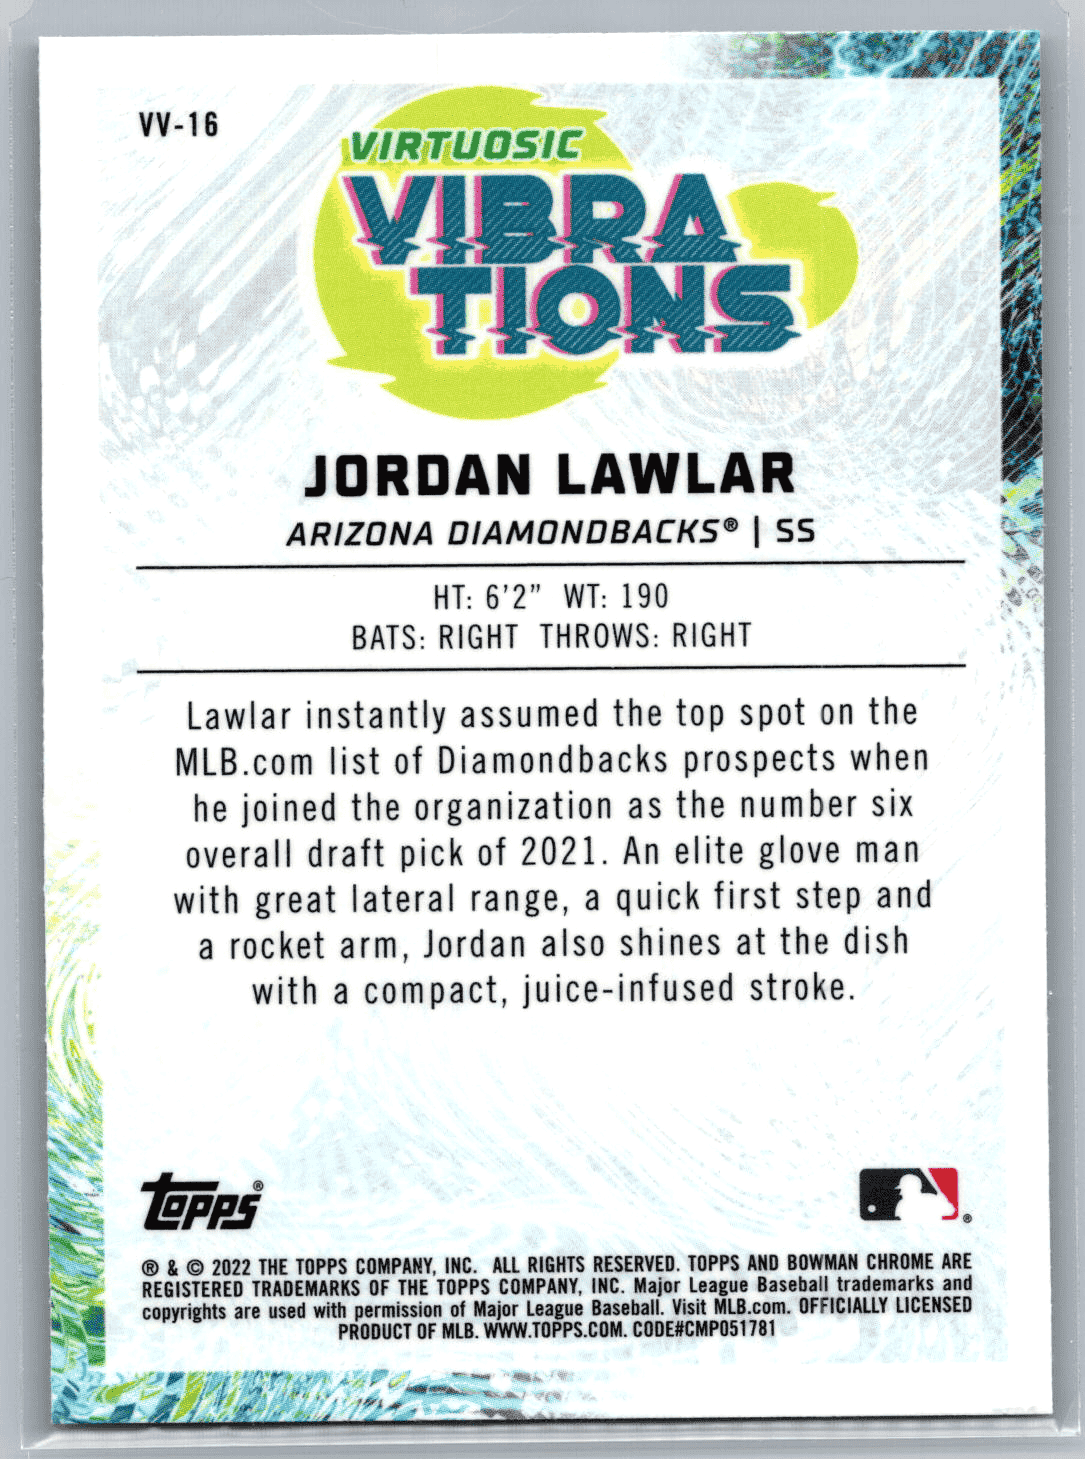 VV-16
VIRTUOSIC
VIBRA
TIONS
JORDAN LAWLAR
ARIZONA DIAMONDBACKS® | SS
HT: 6'2" WT: 190
BATS: RIGHT THROWS: RIGHT
Lawlar instantly assumed the top spot on the
MLB.com list of Diamondbacks prospects when
he joined the organization as the number six
overall draft pick of 2021. An elite glove man
with great lateral range, a quick first step and
a rocket arm, Jordan also shines at the dish
with a compact, juice-infused stroke.
TOPPS®
®
® & © 2022 THE TOPPS COMPANY, INC. ALL RIGHTS RESERVED. TOPPS AND BOWMAN CHROME ARE
REGISTERED TRADEMARKS OF THE TOPPS COMPANY, INC. Major League Baseball trademarks and
copyrights are used with permission of Major League Baseball. Visit MLB.com. OFFICIALLY LICENSED
PRODUCT OF MLB. WWW.TOPPS.COM. CODE#CMP051781